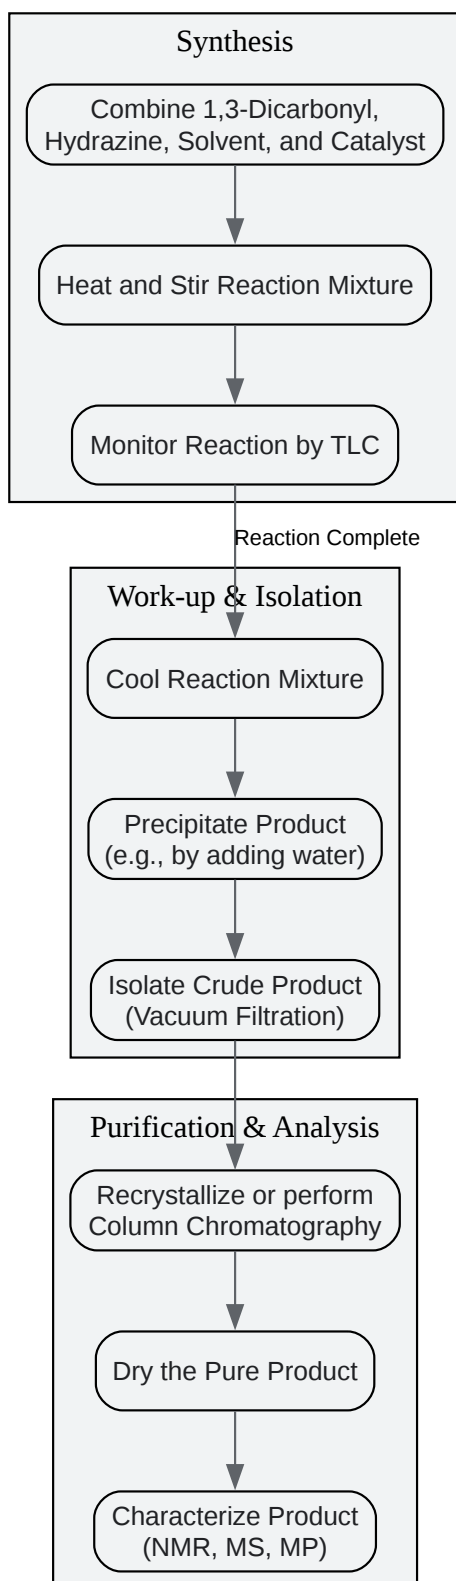 Synthesis
Combine 1,3-Dicarbonyl,
Hydrazine, Solvent, and Catalyst
Heat and Stir Reaction Mixture
Monitor Reaction by TLC
Reaction Complete
Work-up & Isolation
Cool Reaction Mixture
Precipitate Product
(e.g., by adding water)
Isolate Crude Product
(Vacuum Filtration)
Purification & Analysis
Recrystallize or perform
Column Chromatography
Dry the Pure Product
Characterize Product
(NMR, MS, MP)